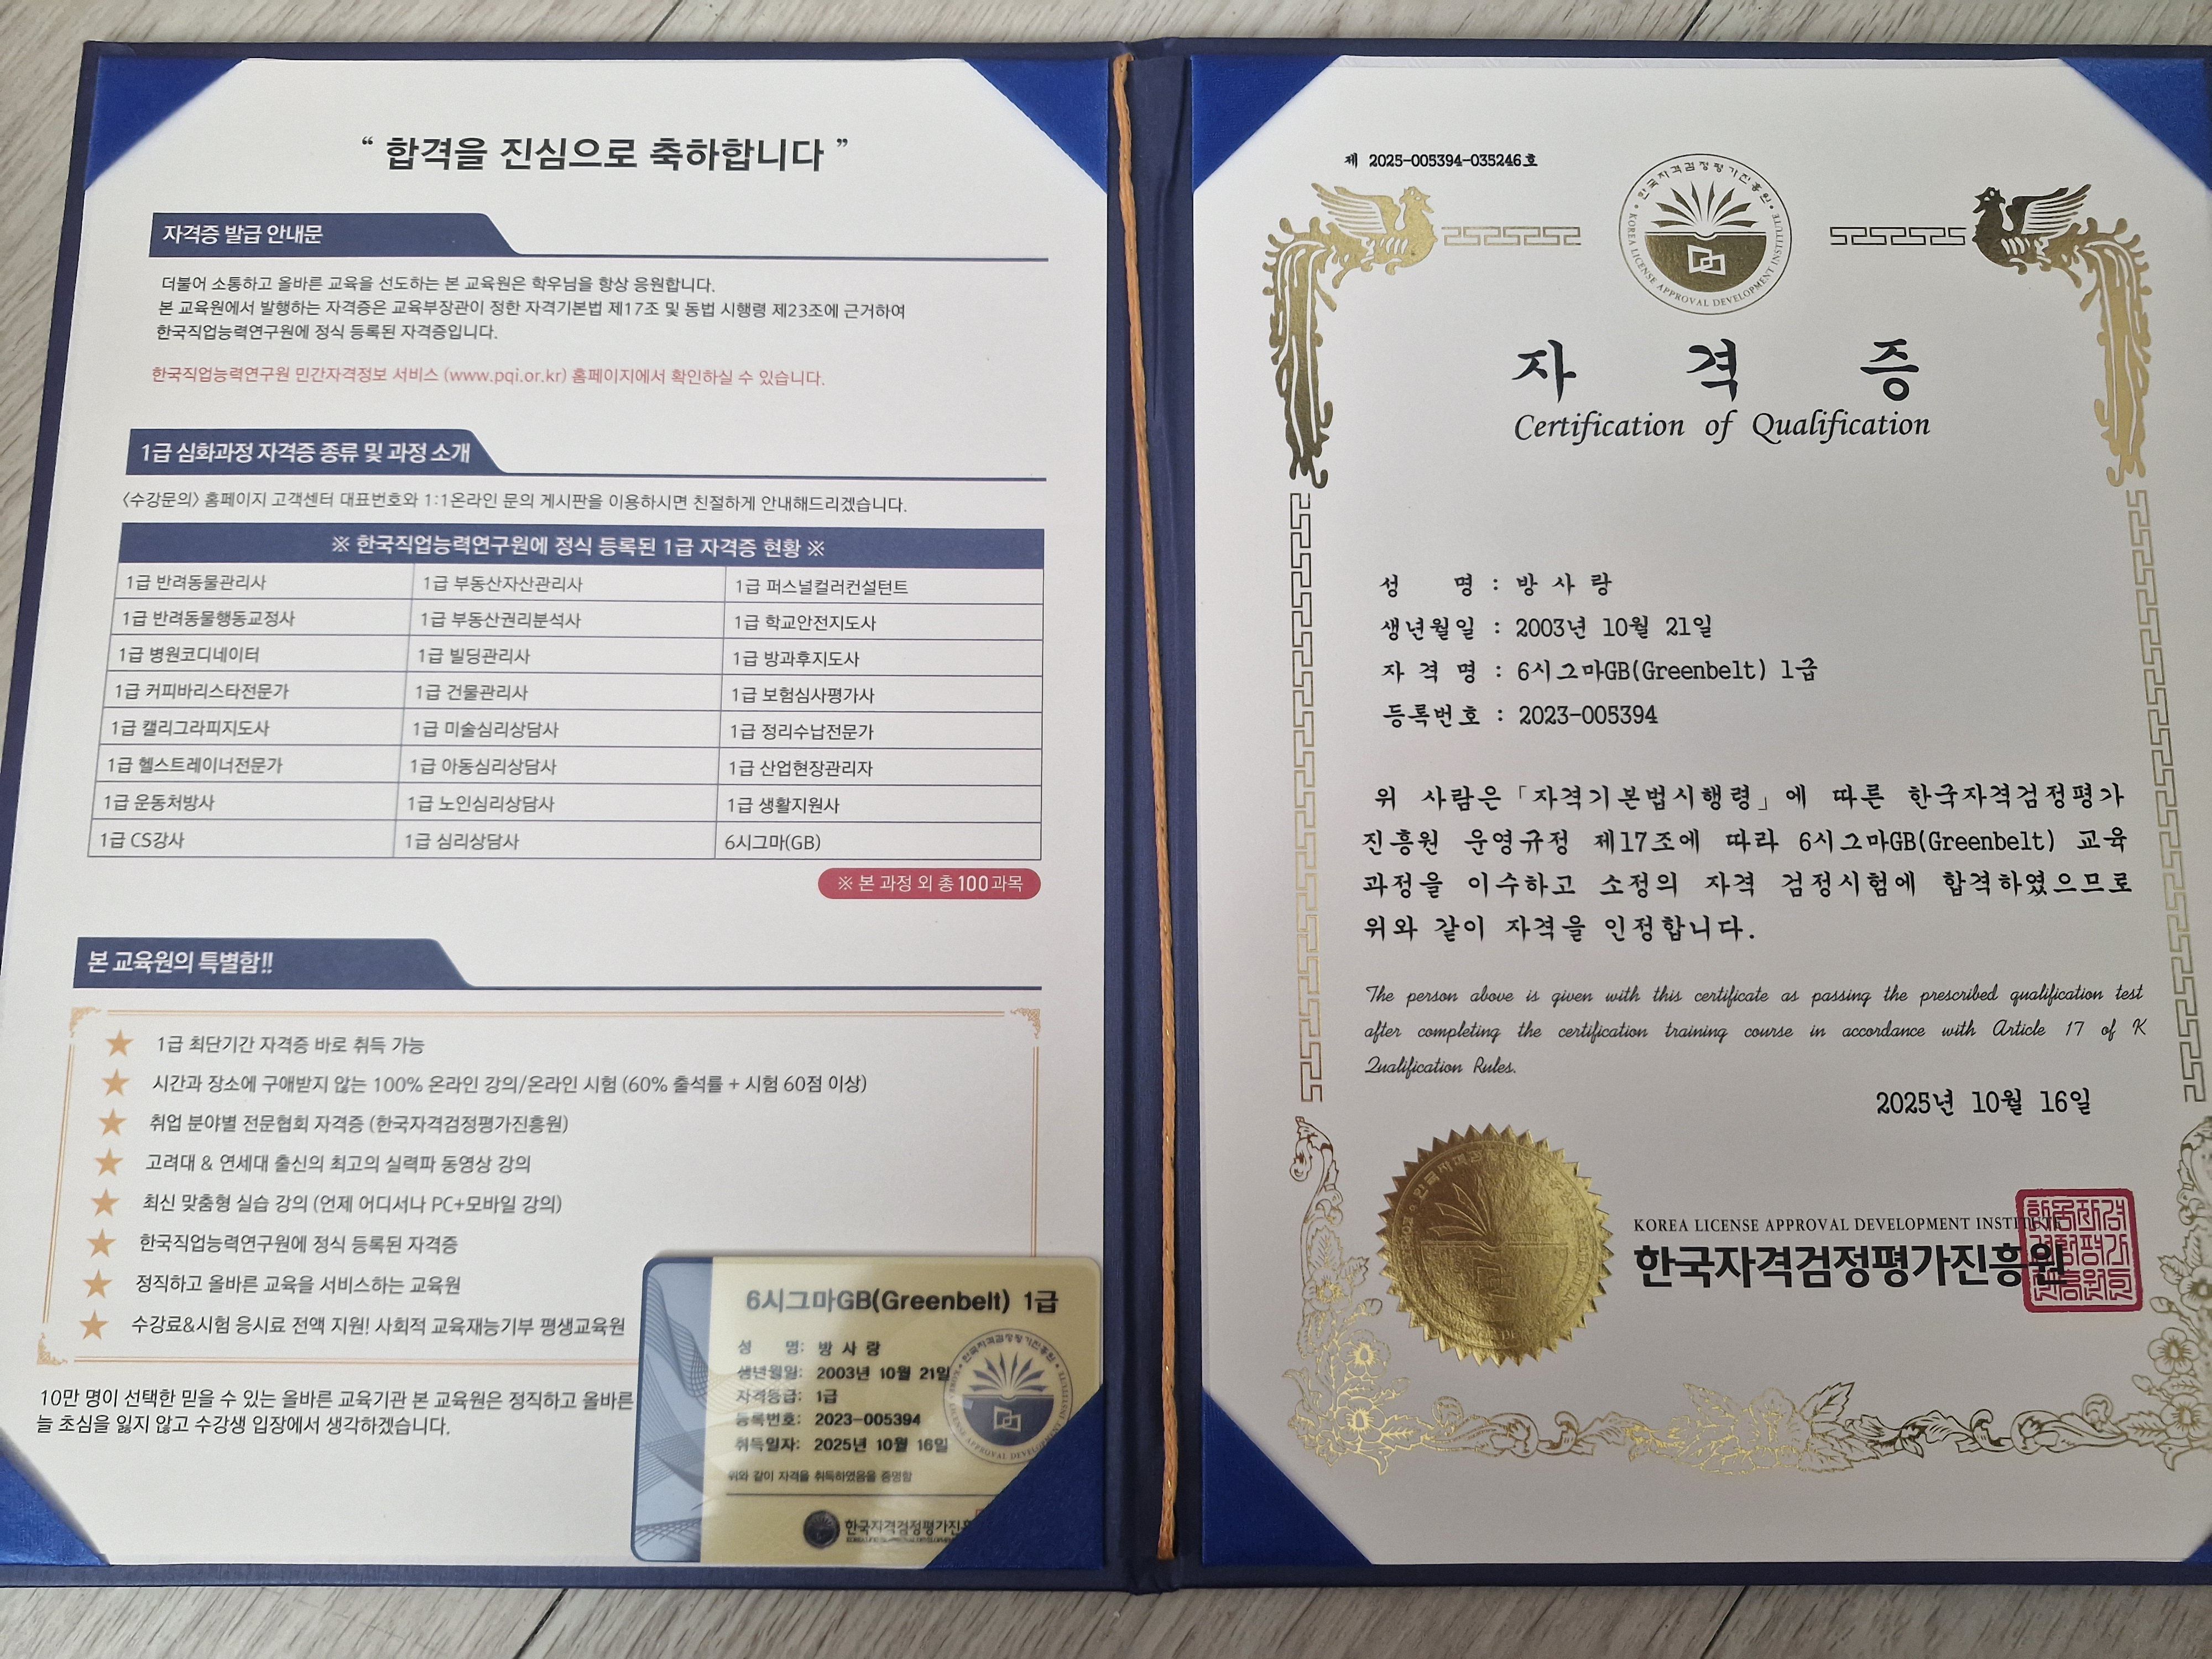 “ 합격을 진심으로 축하합니다 ”
자격증 발급 안내문
더불어 소통하고 올바른 교육을 선도하는 본 교육원은 학우님을 항상 응원합니다.
본 교육원에서 발행하는 자격증은 교육부장관이 정한 자격기본법 제17조 및 동법 시행령 제23조에 근거하여
한국직업능력연구원에 정식 등록된 자격증입니다.
한국직업능력연구원 민간자격정보 서비스 (www.pqi.or.kr) 홈페이지에서 확인하실 수 있습니다.
1급 심화과정 자격증 종류 및 과정 소개
<수강문의> 홈페이지 고객센터 대표번호와 1:1온라인 문의 게시판을 이용하시면 친절하게 안내해드리겠습니다.
※ 한국직업능력연구원에 정식 등록된 1급 자격증 현황 ※
1급 반려동물관리사 1급 부동산자산관리사 1급 퍼스널컬러컨설턴트
1급 반려동물행동교정사 1급 부동산권리분석사 1급 학교안전지도사
1급 병원코디네이터 1급 빌딩관리사 1급 방과후지도사
1급 커피바리스타전문가 1급 건물관리사 1급 보험심사평가사
1급 캘리그라피지도사 1급 미술심리상담사 1급 정리수납전문가
1급 헬스트레이너전문가 1급 아동심리상담사 1급 산업현장관리자
1급 운동처방사 1급 노인심리상담사 1급 생활지원사
1급 CS강사 1급 심리상담사 6시그마(GB)
※ 본 과정 외 총 100과목
본 교육원의 특별함!!
★ 1급 최단기간 자격증 바로 취득 가능
★ 시간과 장소에 구애받지 않는 100% 온라인 강의/온라인 시험 (60% 출석률 + 시험 60점 이상)
★ 취업 분야별 전문협회 자격증 (한국자격검정평가진흥원)
★ 고려대 & 연세대 출신의 최고의 실력파 동영상 강의
★ 최신 맞춤형 실습 강의 (언제 어디서나 PC+모바일 강의)
★ 한국직업능력연구원에 정식 등록된 자격증
★ 정직하고 올바른 교육을 서비스하는 교육원
★ 수강료&시험 응시료 전액 지원! 사회적 교육재능기부 평생교육원
10만 명이 선택한 믿을 수 있는 올바른 교육기관 본 교육원은 정직하고 올바른
늘 초심을 잃지 않고 수강생 입장에서 생각하겠습니다.
6시그마GB(Greenbelt) 1급
성 명: 방 사 랑
생년월일: 2003년 10월 21일
자격등급: 1급
등록번호: 2023-005394
취득일자: 2025년 10월 16일
위와 같이 자격을 취득하였음을 증명함
한국자격검정평가진
제 2025-005394-035246호
한국자격검정평가진흥원
KOREA LICENSE APPROVAL DEVELOPMENT INSTITUTE
자 격 증
Certification of Qualification
성 명 : 방 사 랑
생년월일 : 2003년 10월 21일
자 격 명 : 6시그마GB(Greenbelt) 1급
등록번호 : 2023-005394
위 사람은「자격기본법시행령」에 따른 한국자격검정평가
진흥원 운영규정 제17조에 따라 6시그마GB(Greenbelt) 교육
과정을 이수하고 소정의 자격 검정시험에 합격하였으므로
위와 같이 자격을 인정합니다.
The person above is given with this certificate as passing the prescribed qualification test
after completing the certification training course in accordance with Article 17 of K
Qualification Rules.
2025년 10월 16일
KOREA LICENSE APPROVAL DEVELOPMENT INSTITUTE
한국자격검정평가진흥원